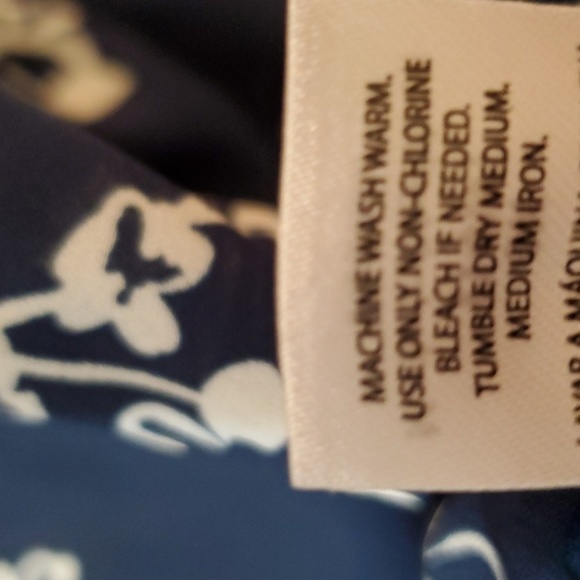 MACHINE WASH WARM.
USE ONLY NON-CHLORINE
BLEACH IF NEEDED.
TUMBLE DRY MEDIUM.
MEDIUM IRON.